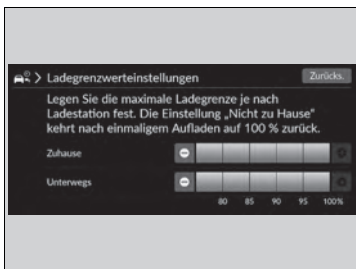 > Ladegrenzwerteinstellungen Zurücks.
Legen Sie die maximale Ladegrenze je nach
Ladestation fest. Die Einstellung „Nicht zu Hause"
kehrt nach einmaligem Aufladen auf 100 % zurück.
Zuhause
Unterwegs
80 85 90 95 100%